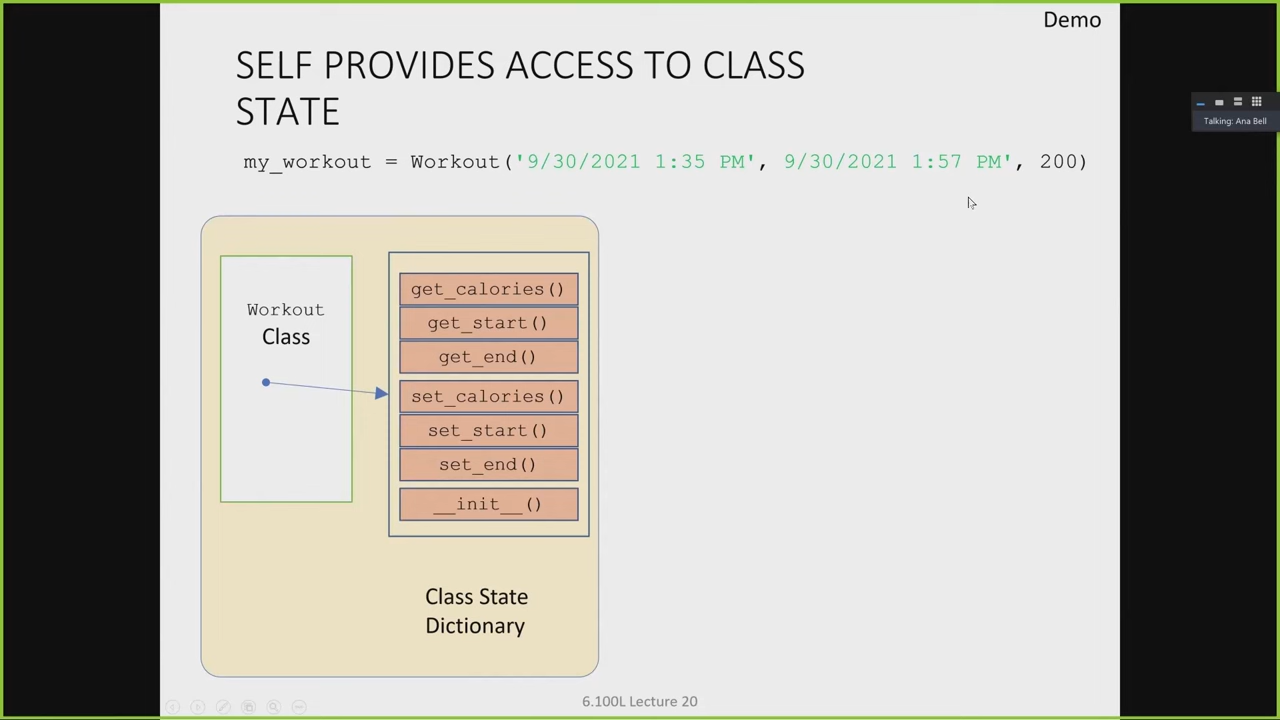 Demo
SELF PROVIDES ACCESS TO CLASS
STATE
my_workout = Workout('9/30/2021 1:35 PM', 9/30/2021 1:57 PM', 200)
Talking: Ana Bell
Workout
Class
get_calories()
get_start()
get_end()
set_calories()
set_start()
set_end()
__init__()
Class State
Dictionary
6.100L Lecture 20